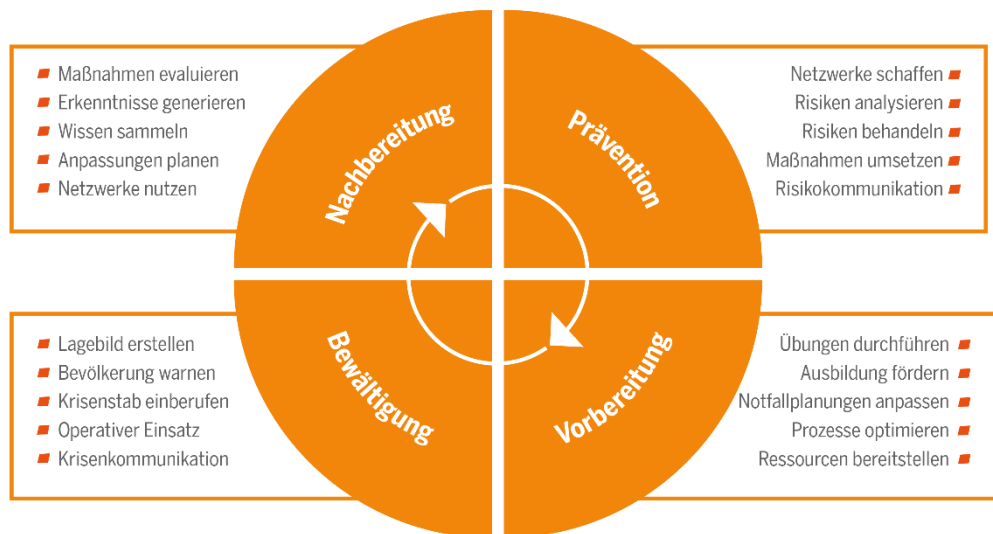 Maßnahmen evaluieren
Erkenntnisse generieren
Wissen sammeln
Anpassungen planen
Netzwerke nutzen
Nachbereitung
Prävention
Netzwerke schaffen
Risiken analysieren
Risiken behandeln
Maßnahmen umsetzen
Risikokommunikation
Lagebild erstellen
Bevölkerung warnen
Krisenstab einberufen
Operativer Einsatz
Krisenkommunikation
Bewältigung
Vorbereitung
Übungen durchführen
Ausbildung fördern
Notfallplanungen anpassen
Prozesse optimieren
Ressourcen bereitstellen